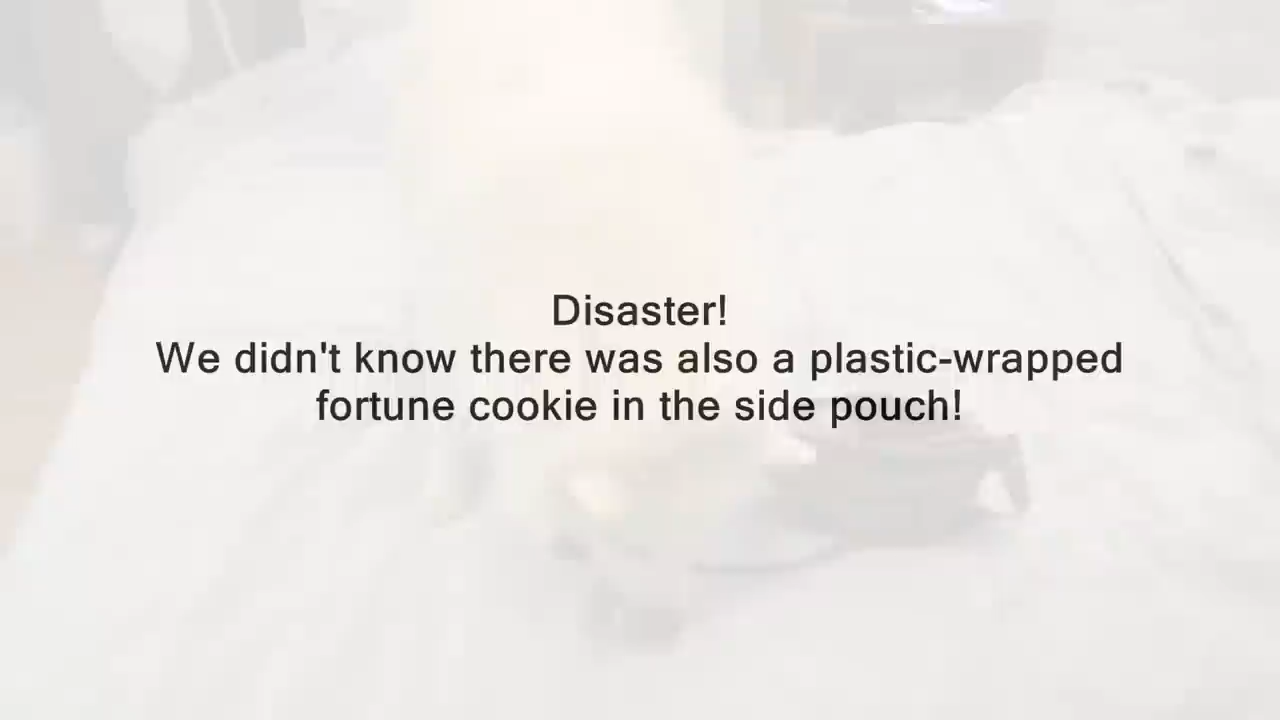 Disaster!
We didn't know there was also a plastic-wrapped
fortune cookie in the side pouch!